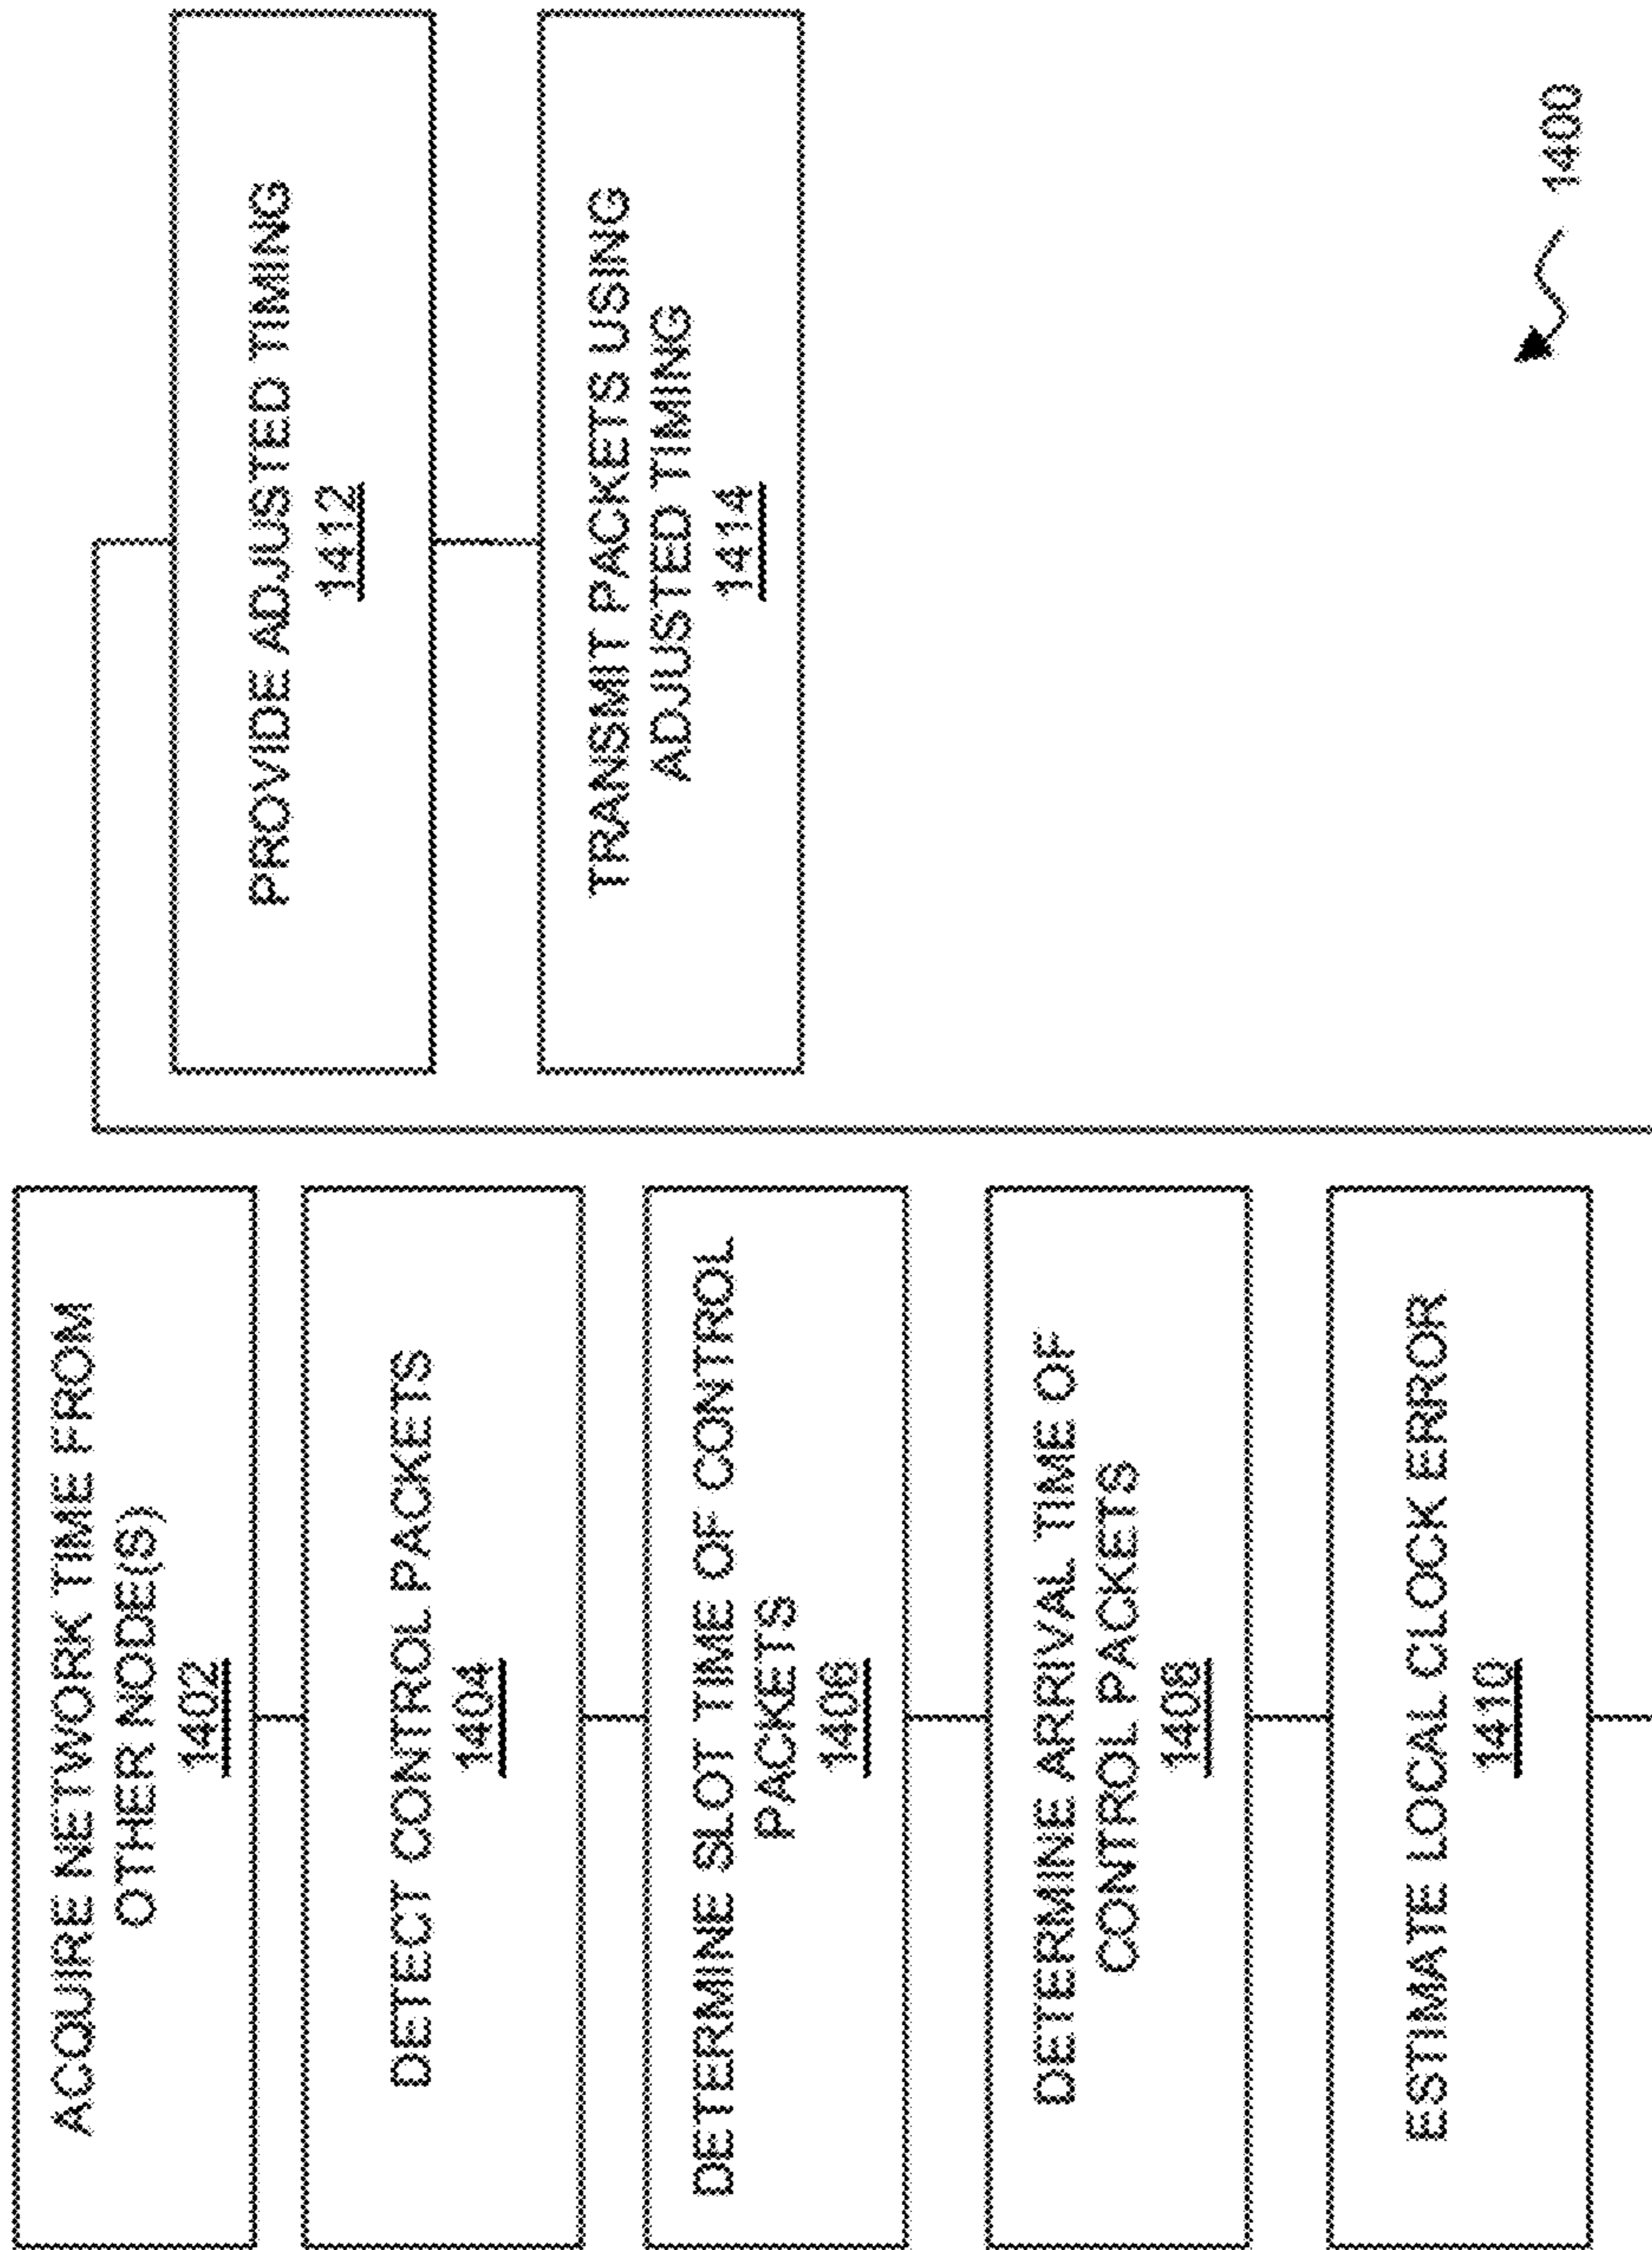 ACQUIRE NETWORK TIME FROM
OTHER NODE(S)
1402
DETECT CONTROL PACKETS
1404
DETERMINE SLOT TIME OF CONTROL
PACKETS
1406
DETERMINE ARRIVAL TIME OF
CONTROL PACKETS
1408
ESTIMATE LOCAL CLOCK ERROR
1410
PROVIDE ADJUSTED TIMING
1412
TRANSMIT PACKETS USING
ADJUSTED TIMING
1414
1400